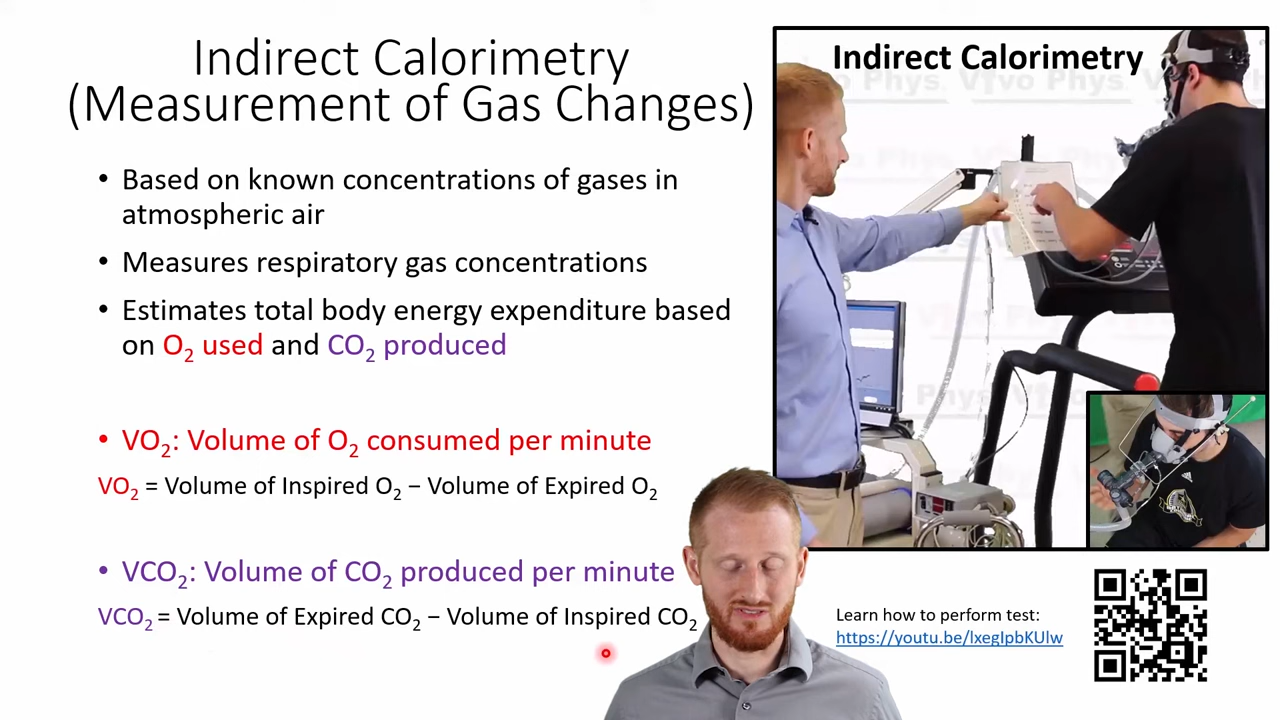 Indirect Calorimetry
(Measurement of Gas Changes)
• Based on known concentrations of gases in
atmospheric air
• Measures respiratory gas concentrations
• Estimates total body energy expenditure based
on O₂ used and CO₂ produced
• VO₂: Volume of O₂ consumed per minute
VO₂ = Volume of Inspired O₂ − Volume of Expired O₂
• VCO₂: Volume of CO₂ produced per minute
VCO₂ = Volume of Expired CO₂ − Volume of Inspired CO₂
Indirect Calorimetry
Learn how to perform test:
https://youtu.be/lxegIpbKUlw